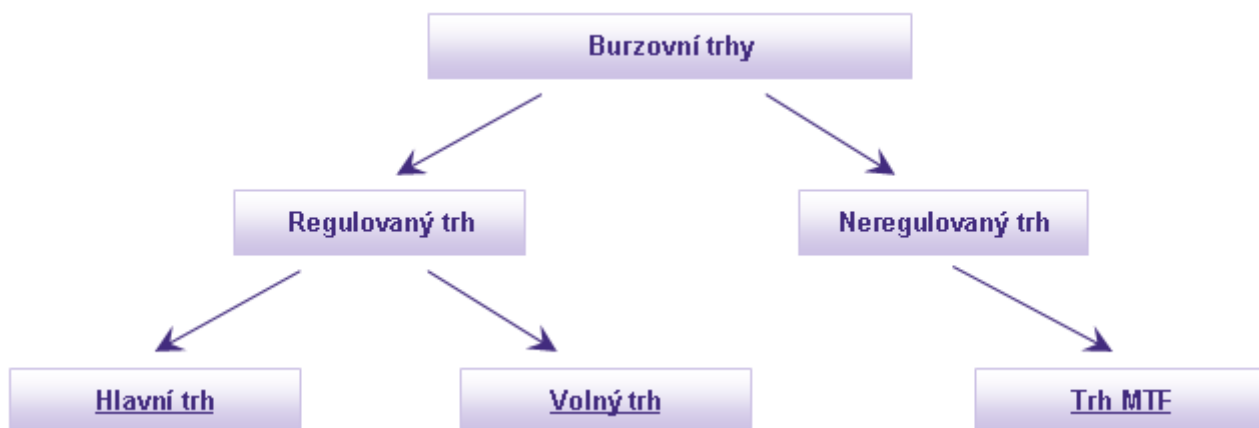 Burzovní trhy
Regulovaný trh
Neregulovaný trh
Hlavní trh
Volný trh
Trh MTF